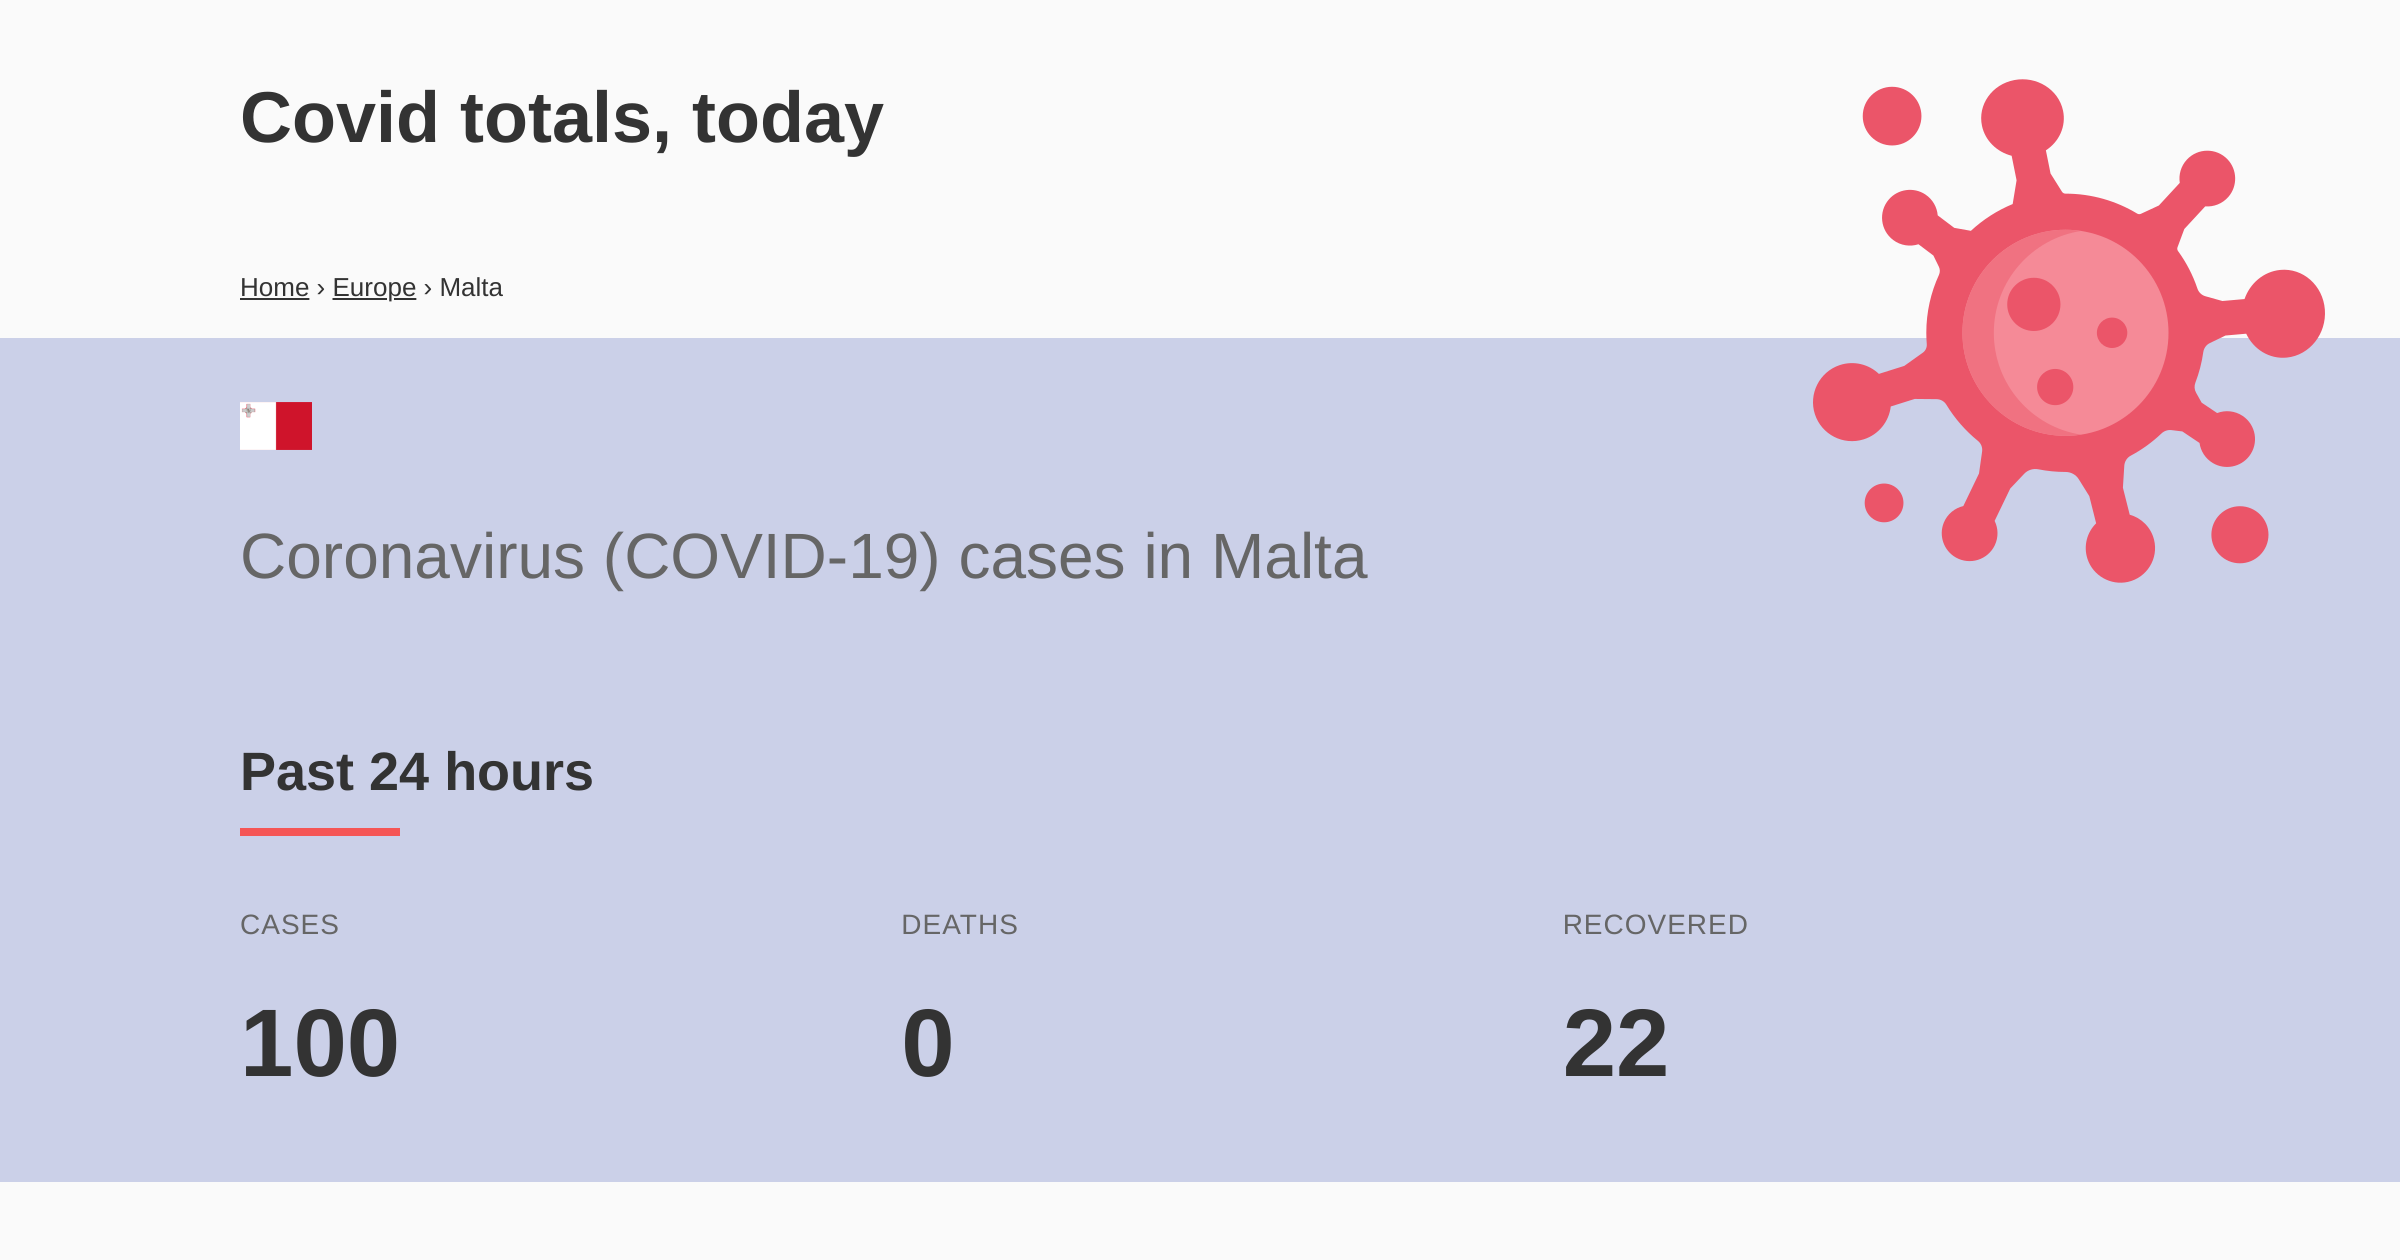 Covid totals, today
Home › Europe › Malta
Coronavirus (COVID-19) cases in Malta
Past 24 hours
CASES
DEATHS
RECOVERED
100
0
22